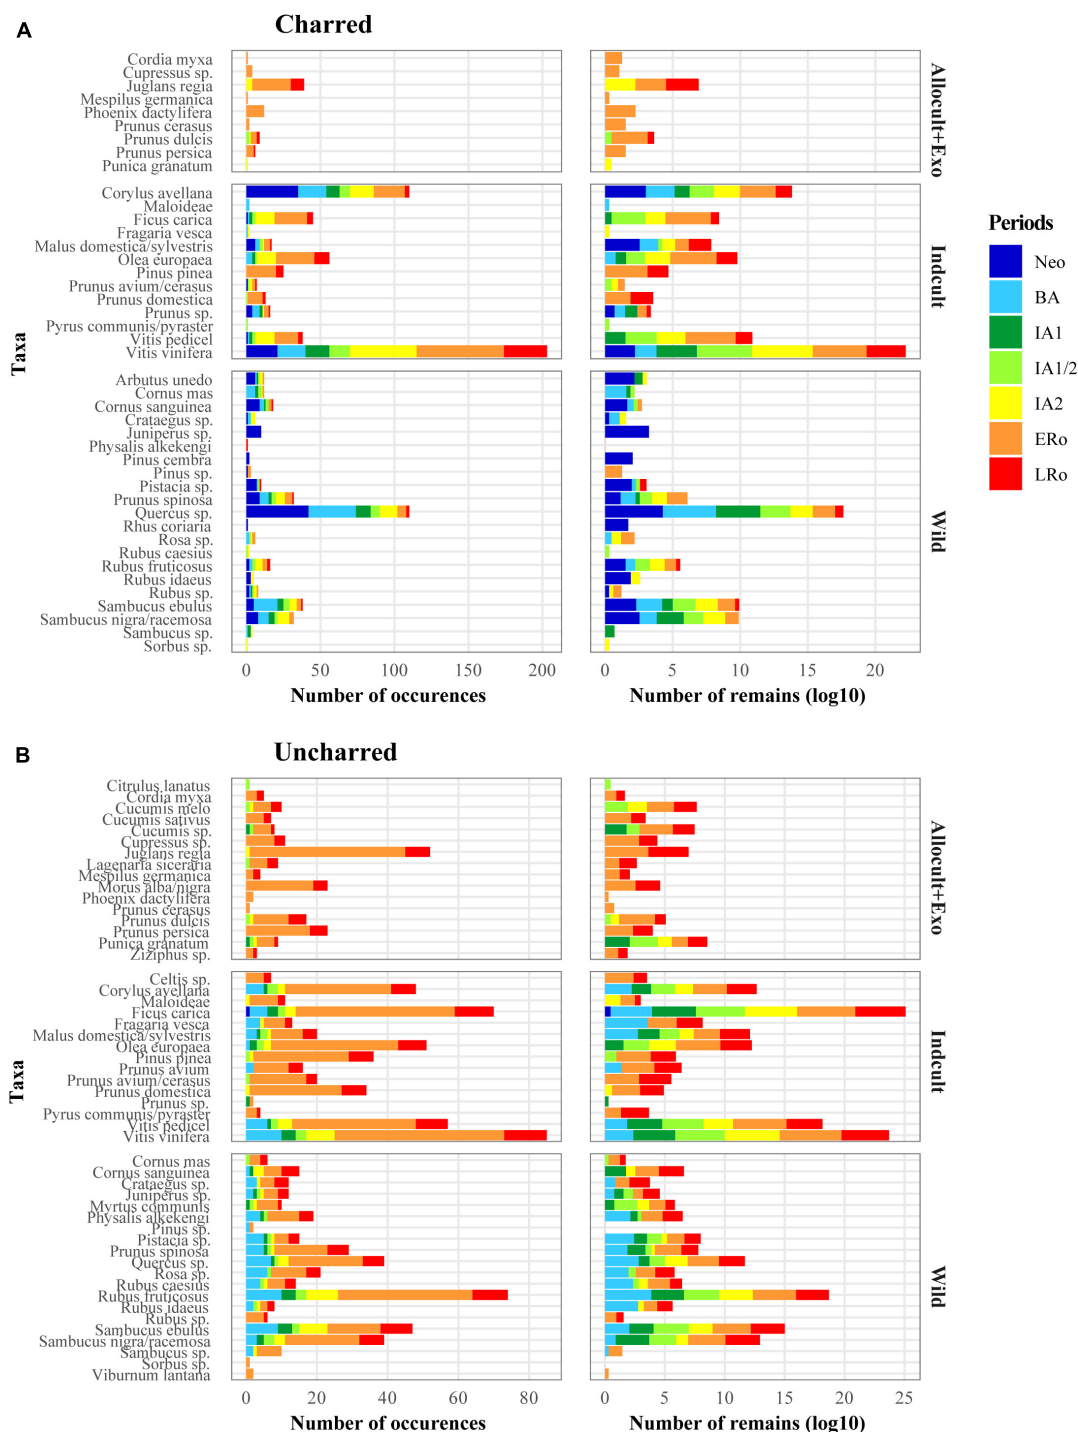 A
Charred
Cordia myxa
Cupressus sp.
Juglans regia
Mespilus germanica
Phoenix dactylifera
Prunus cerasus
Prunus dulcis
Prunus persica
Punica granatum
Allocult+Exo
Corylus avellana
Maloideae
Ficus carica
Fragaria vesca
Malus domestica/sylvestris
Olea europaea
Pinus pinea
Prunus avium/cerasus
Prunus domestica
Prunus sp.
Pyrus communis/pyraster
Vitis pedicel
Vitis vinifera
Indcult
Taxa
Arbutus unedo
Cornus mas
Cornus sanguinea
Crataegus sp.
Juniperus sp.
Physalis alkekengi
Pinus cembra
Pinus sp.
Pistacia sp.
Prunus spinosa
Quercus sp.
Rhus coriaria
Rosa sp.
Rubus caesius
Rubus fruticosus
Rubus idaeus
Rubus sp.
Sambucus ebulus
Sambucus nigra/racemosa
Sambucus sp.
Sorbus sp.
Wild
0 50 100 150 200
0 5 10 15 20
Number of occurences
Number of remains (log10)
Periods
Neo
BA
IA1
IA1/2
IA2
ERo
LRo
B
Uncharred
Citrulus lanatus
Cordia myxa
Cucumis melo
Cucumis sativus
Cucumis sp.
Cupressus sp.
Juglans regia
Lagenaria siceraria
Mespilus germanica
Morus alba/nigra
Phoenix dactylifera
Prunus cerasus
Prunus dulcis
Prunus persica
Punica granatum
Ziziphus sp.
Allocult+Exo
Celtis sp.
Corylus avellana
Maloideae
Ficus carica
Fragaria vesca
Malus domestica/sylvestris
Olea europaea
Pinus pinea
Prunus avium
Prunus avium/cerasus
Prunus domestica
Prunus sp.
Pyrus communis/pyraster
Vitis pedicel
Vitis vinifera
Indcult
Taxa
Cornus mas
Cornus sanguinea
Crataegus sp.
Juniperus sp.
Myrtus communis
Physalis alkekengi
Pinus sp.
Pistacia sp.
Prunus spinosa
Quercus sp.
Rosa sp.
Rubus caesius
Rubus fruticosus
Rubus idaeus
Rubus sp.
Sambucus ebulus
Sambucus nigra/racemosa
Sambucus sp.
Sorbus sp.
Viburnum lantana
Wild
0 20 40 60 80
0 5 10 15 20 25
Number of occurences
Number of remains (log10)